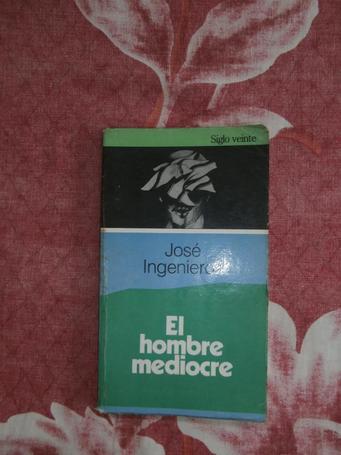 Siglo veinte
José
Ingenieros
El
hombre
mediocre